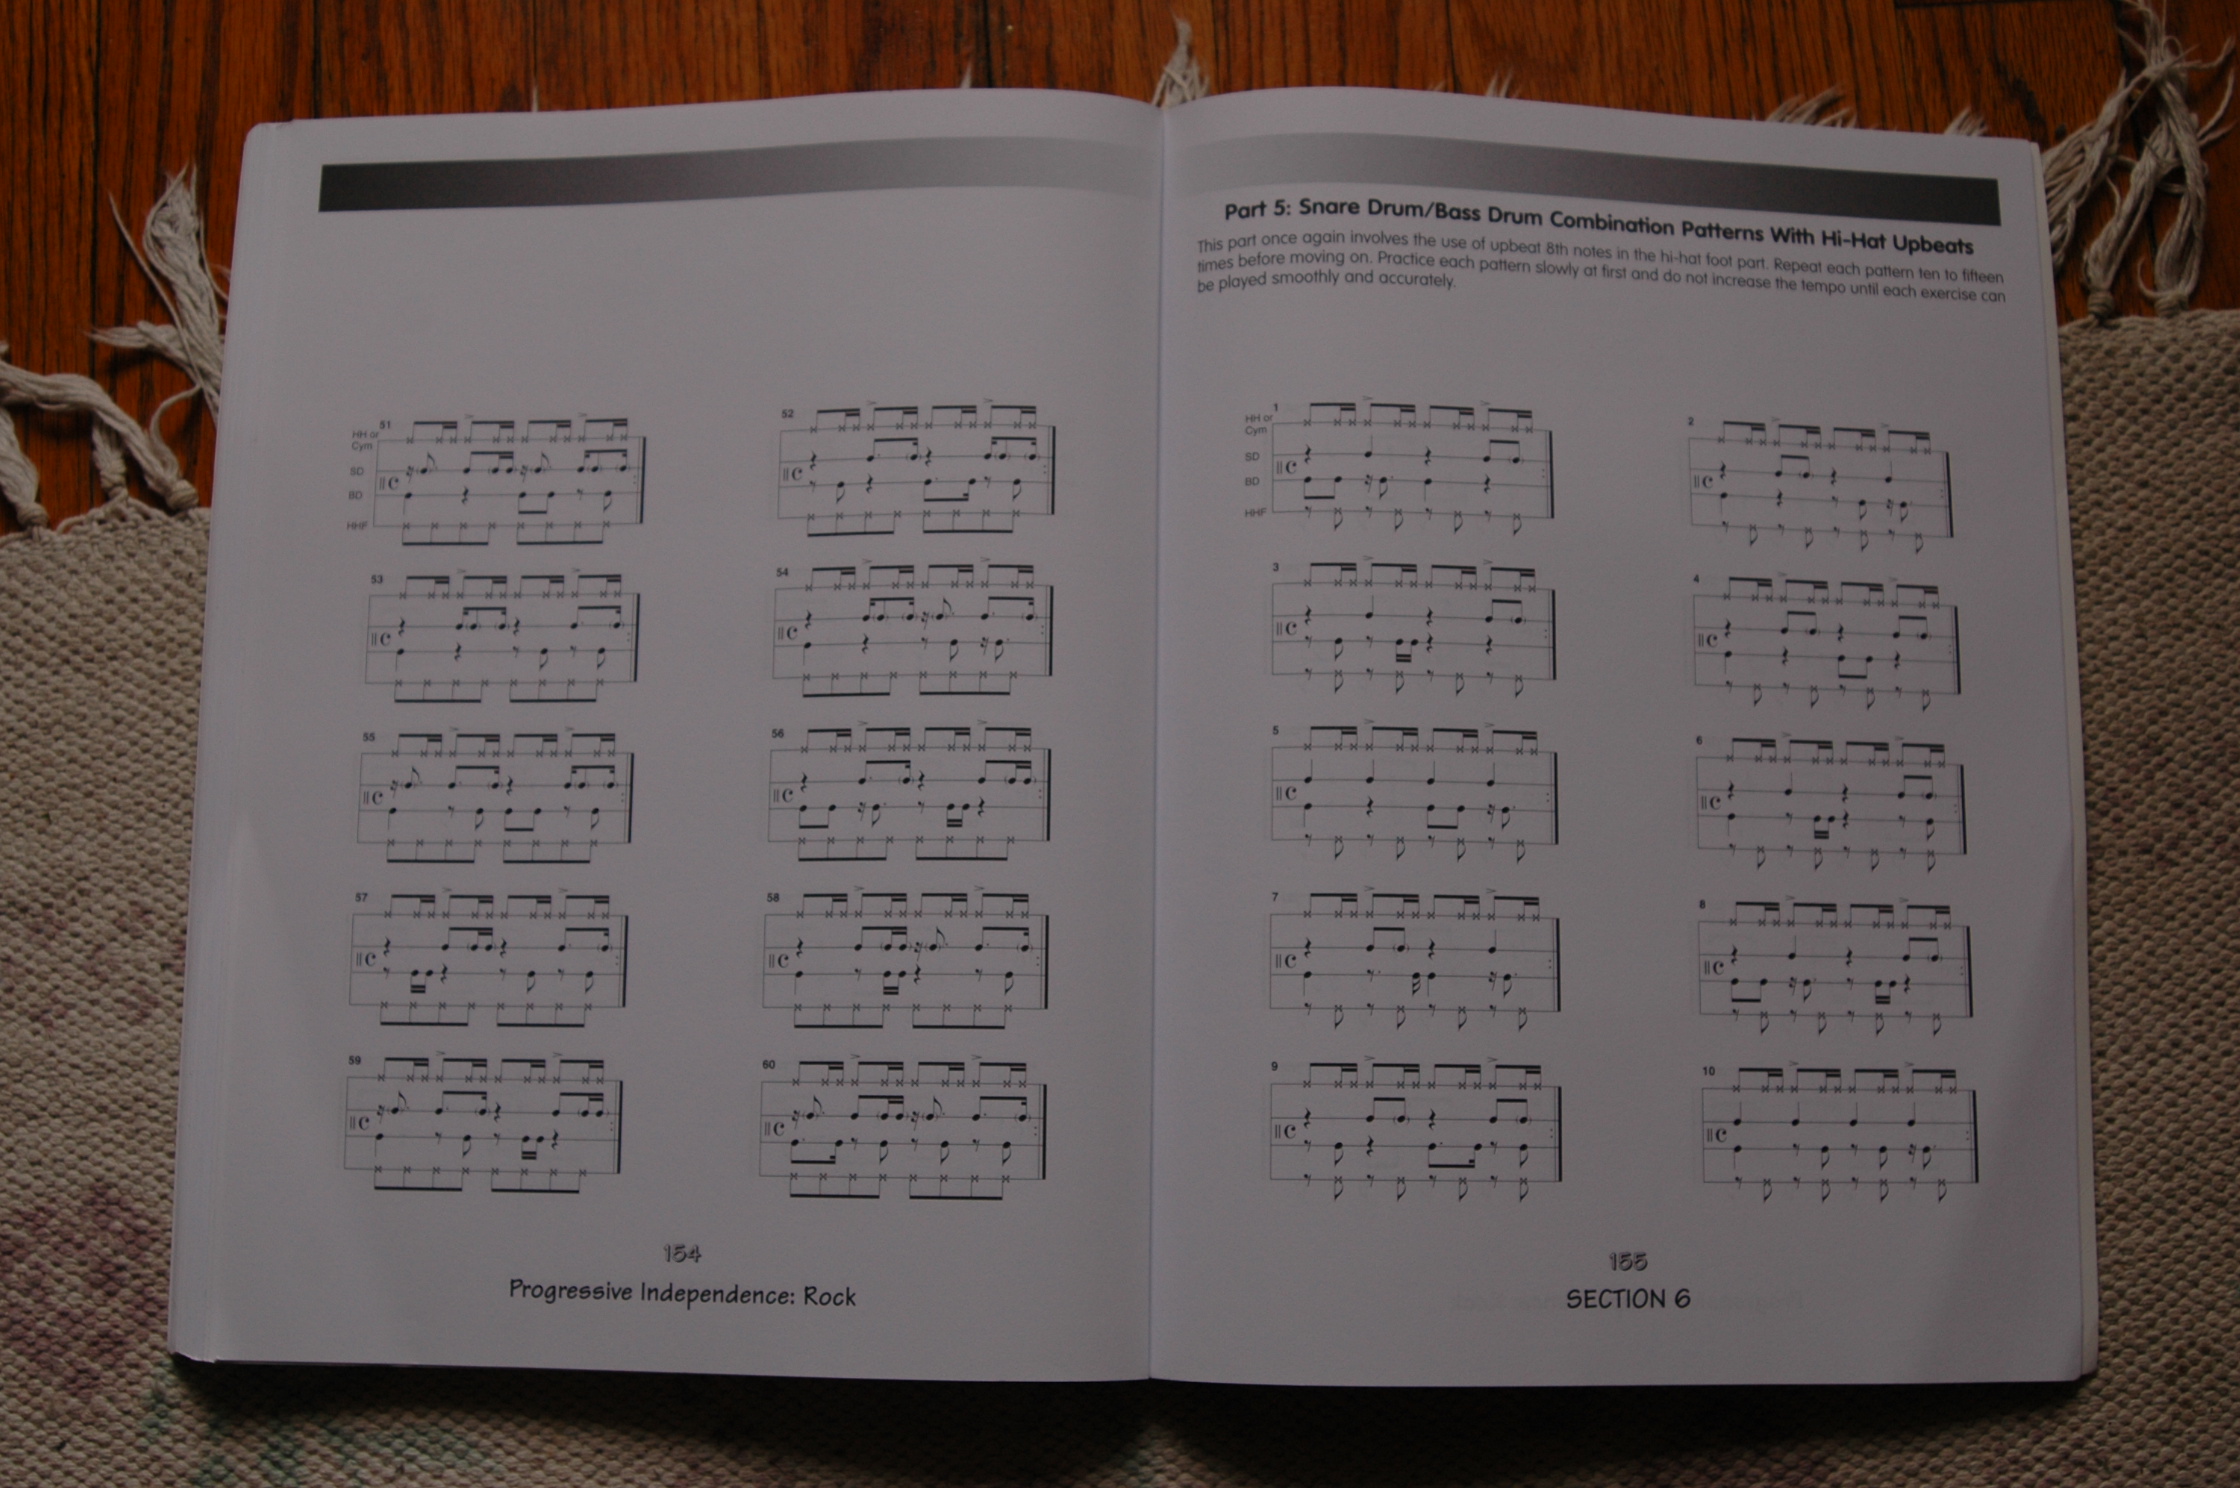 51
52
HH or
Cym
SD
BD
HHF
53
54
55
56
57
58
59
60
154
Progressive Independence: Rock
Part 5: Snare Drum/Bass Drum Combination Patterns With Hi-Hat Upbeats
This part once again involves the use of upbeat 8th notes in the hi-hat foot part. Repeat each pattern ten to fifteen
times before moving on. Practice each pattern slowly at first and do not increase the tempo until each exercise can
be played smoothly and accurately.
1
2
HH or
Cym
SD
BD
HHF
3
4
5
6
7
8
9
10
155
SECTION 6